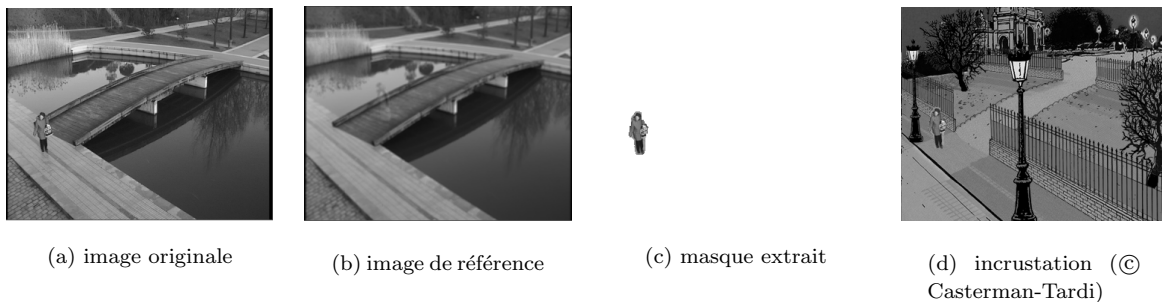 (a) image originale
(b) image de référence
(c) masque extrait
(d) incrustation (©
Casterman-Tardi)